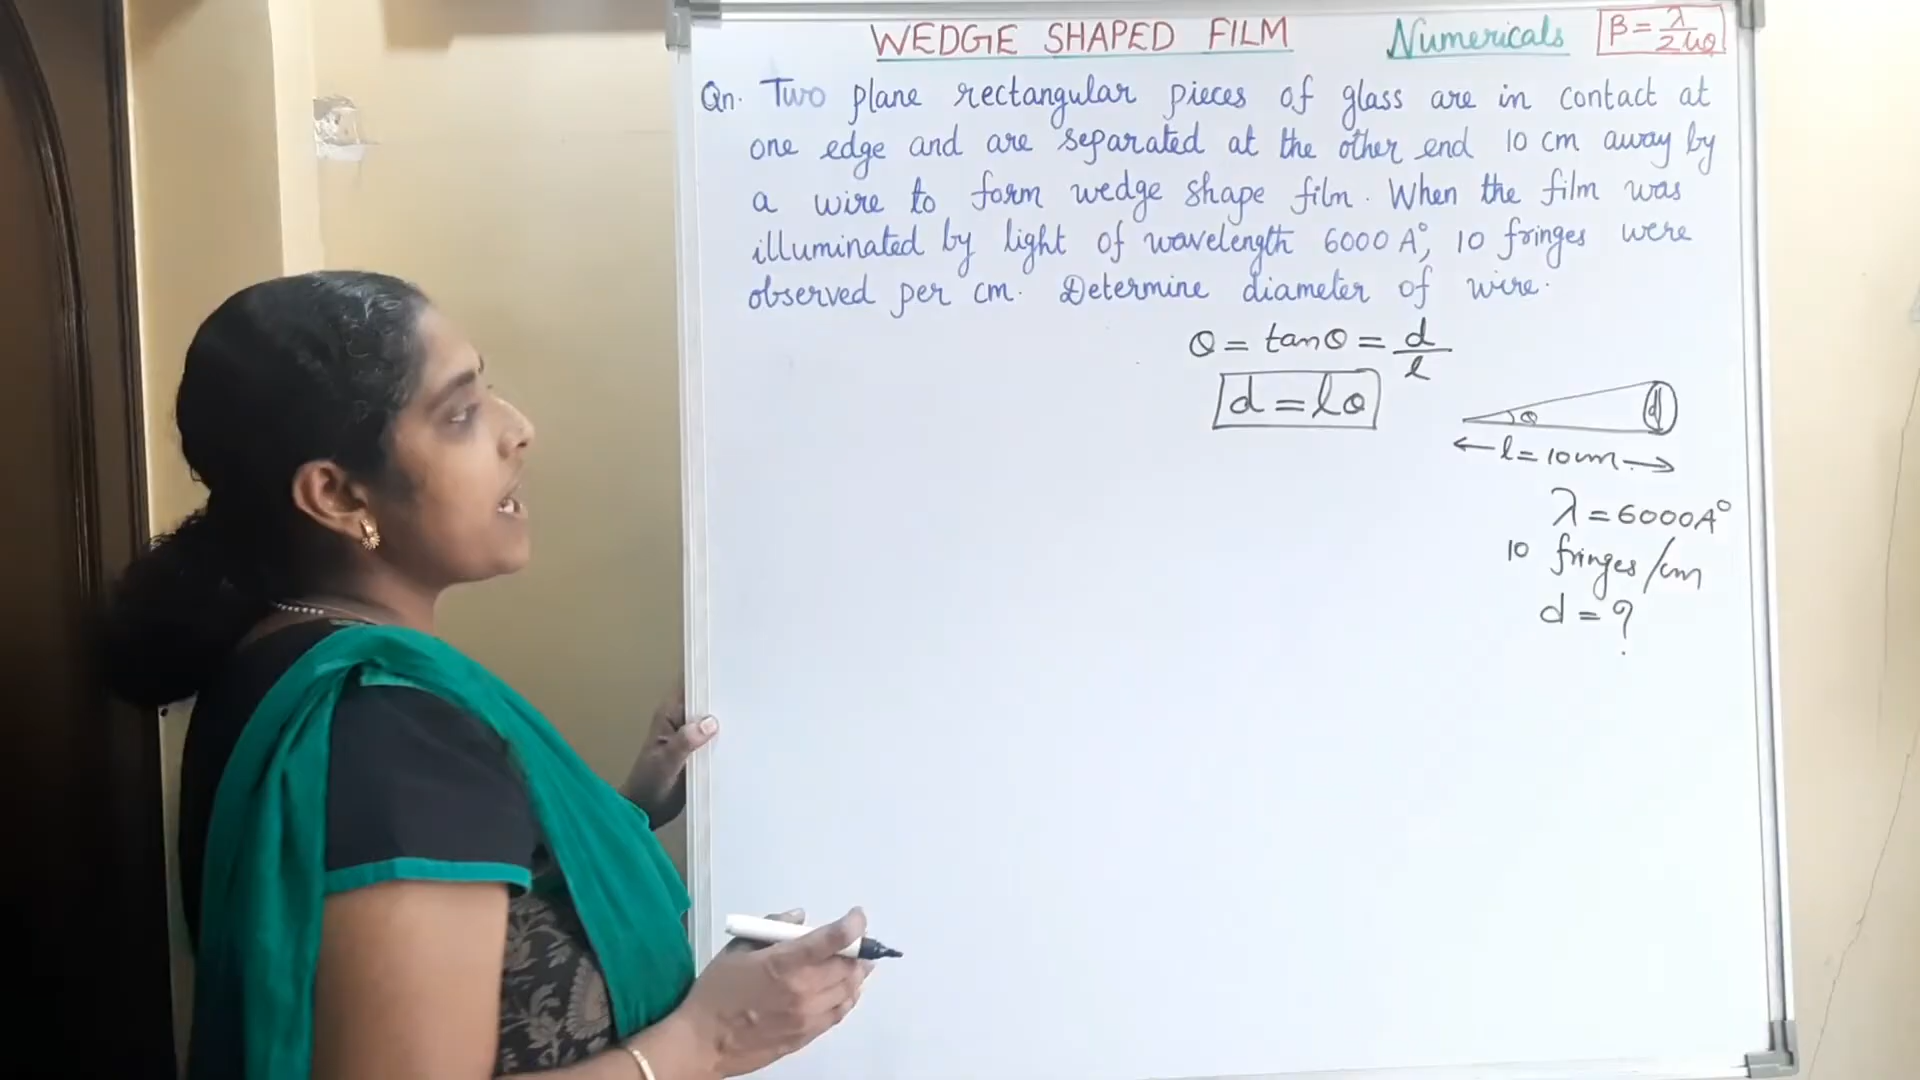 WEDGE SHAPED FILM Numericals β = λ/2μθ
Qn. Two plane rectangular pieces of glass are in contact at
one edge and are separated at the other end 10 cm away by
a wire to form wedge shape film. When the film was
illuminated by light of wavelength 6000 A°, 10 fringes were
observed per cm. Determine diameter of wire.
θ = tanθ = d/l
d = lθ
θ d
l = 10cm
λ = 6000A°
10 fringes/cm
d = ?